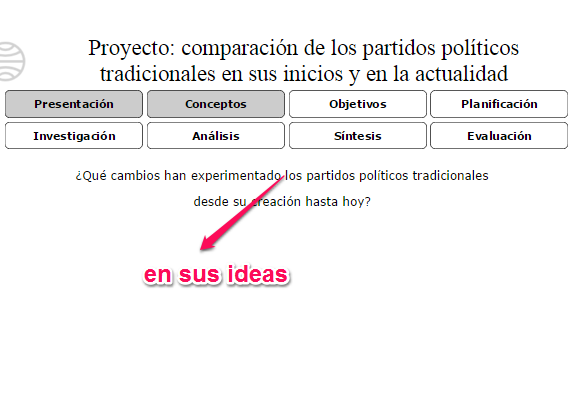 Proyecto: comparación de los partidos políticos
tradicionales en sus inicios y en la actualidad
Presentación Conceptos Objetivos Planificación
Investigación Análisis Síntesis Evaluación
¿Qué cambios han experimentado los partidos políticos tradicionales
desde su creación hasta hoy?
en sus ideas